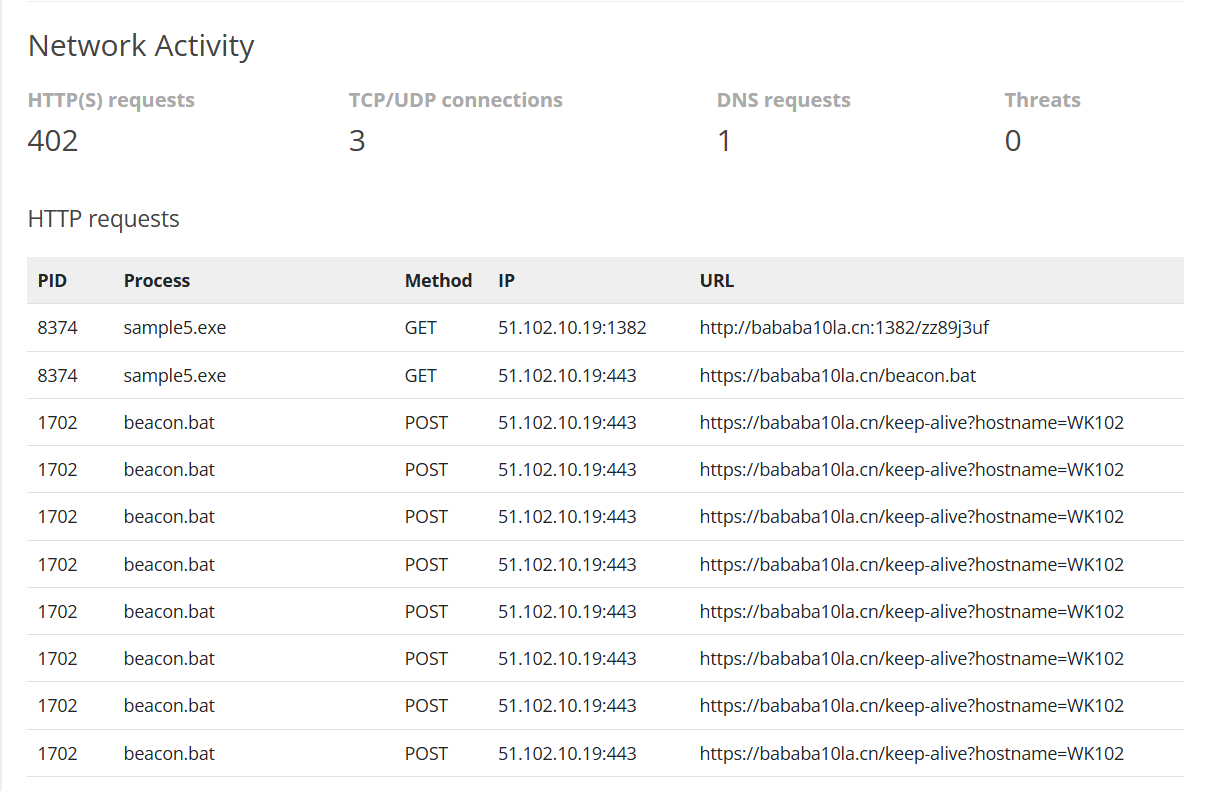 Network Activity
HTTP(S) requests TCP/UDP connections DNS requests Threats
402 3 1 0
HTTP requests
PID Process Method IP URL
8374 sample5.exe GET 51.102.10.19:1382 http://bababa10la.cn:1382/zz89j3uf
8374 sample5.exe GET 51.102.10.19:443 https://bababa10la.cn/beacon.bat
1702 beacon.bat POST 51.102.10.19:443 https://bababa10la.cn/keep-alive?hostname=WK102
1702 beacon.bat POST 51.102.10.19:443 https://bababa10la.cn/keep-alive?hostname=WK102
1702 beacon.bat POST 51.102.10.19:443 https://bababa10la.cn/keep-alive?hostname=WK102
1702 beacon.bat POST 51.102.10.19:443 https://bababa10la.cn/keep-alive?hostname=WK102
1702 beacon.bat POST 51.102.10.19:443 https://bababa10la.cn/keep-alive?hostname=WK102
1702 beacon.bat POST 51.102.10.19:443 https://bababa10la.cn/keep-alive?hostname=WK102
1702 beacon.bat POST 51.102.10.19:443 https://bababa10la.cn/keep-alive?hostname=WK102
1702 beacon.bat POST 51.102.10.19:443 https://bababa10la.cn/keep-alive?hostname=WK102